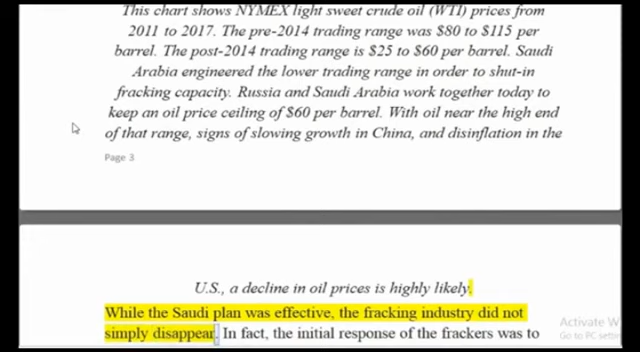 This chart shows NYMEX light sweet crude oil (WTI) prices from
2011 to 2017. The pre-2014 trading range was $80 to $115 per
barrel. The post-2014 trading range is $25 to $60 per barrel. Saudi
Arabia engineered the lower trading range in order to shut-in
fracking capacity. Russia and Saudi Arabia work together today to
keep an oil price ceiling of $60 per barrel. With oil near the high end
of that range, signs of slowing growth in China, and disinflation in the
Page 3
U.S., a decline in oil prices is highly likely.
While the Saudi plan was effective, the fracking industry did not
simply disappear. In fact, the initial response of the frackers was to
Activate W
Go to PC settin